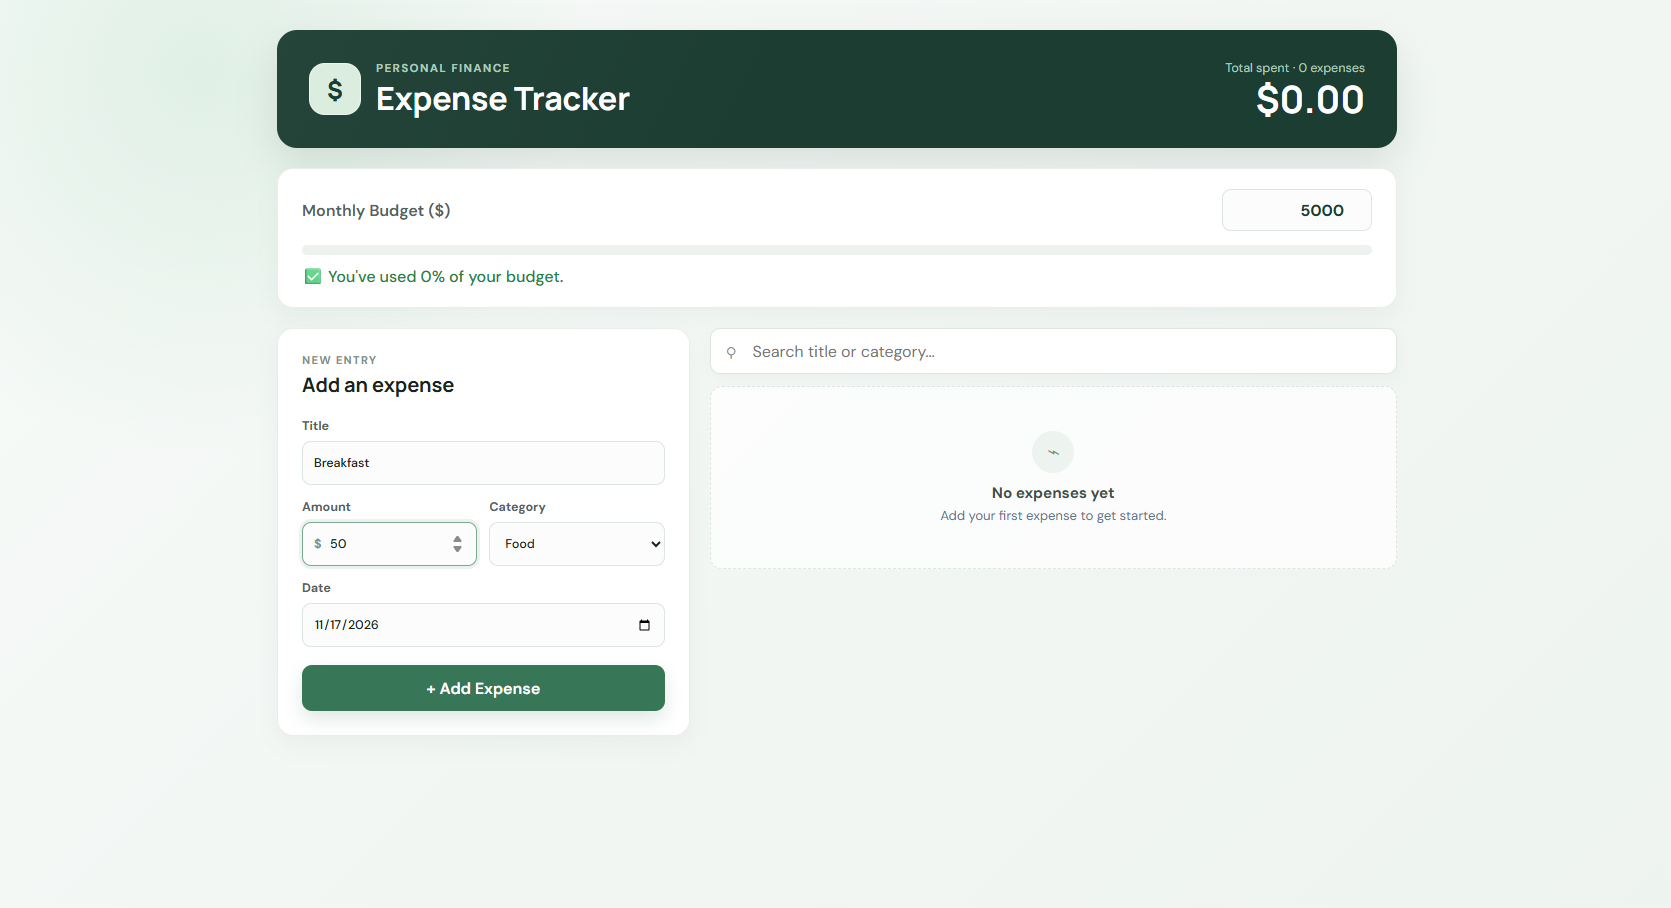 $
PERSONAL FINANCE
Expense Tracker
Total spent · 0 expenses
$0.00
Monthly Budget ($)
5000
✅ You've used 0% of your budget.
NEW ENTRY
Add an expense
Title
Breakfast
Amount
Category
$ 50
Food
Date
11/17/2026
+ Add Expense
Search title or category...
No expenses yet
Add your first expense to get started.